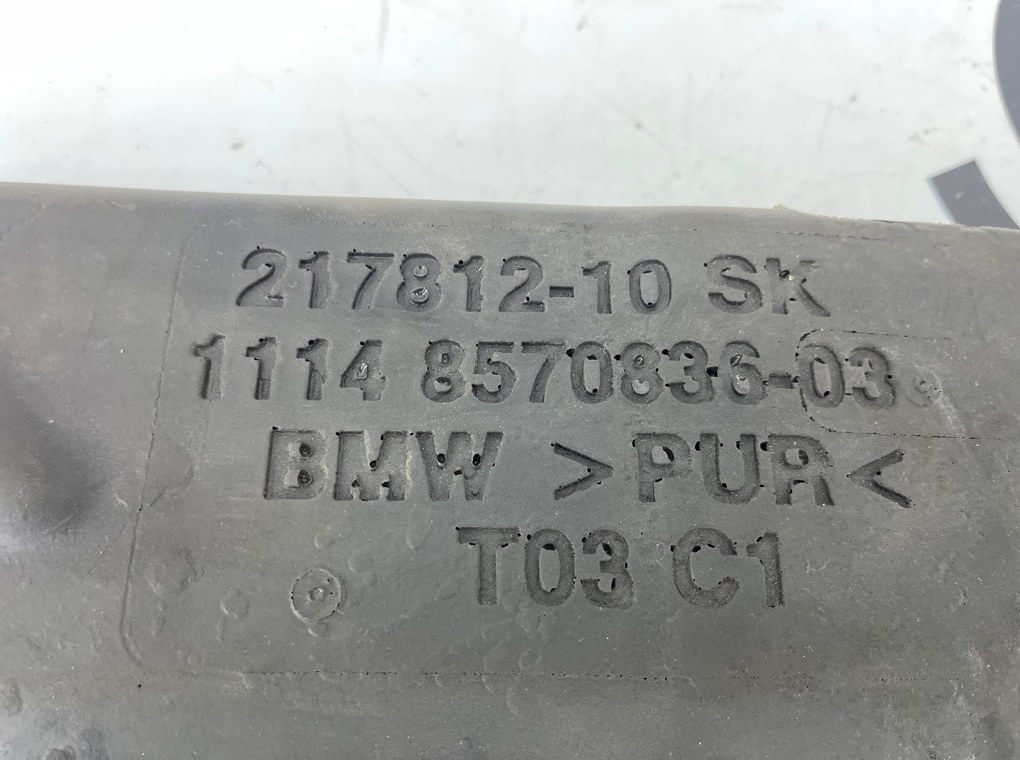 217812-10 SK
1114 8570836-03
BMW >PUR<
T03 C1